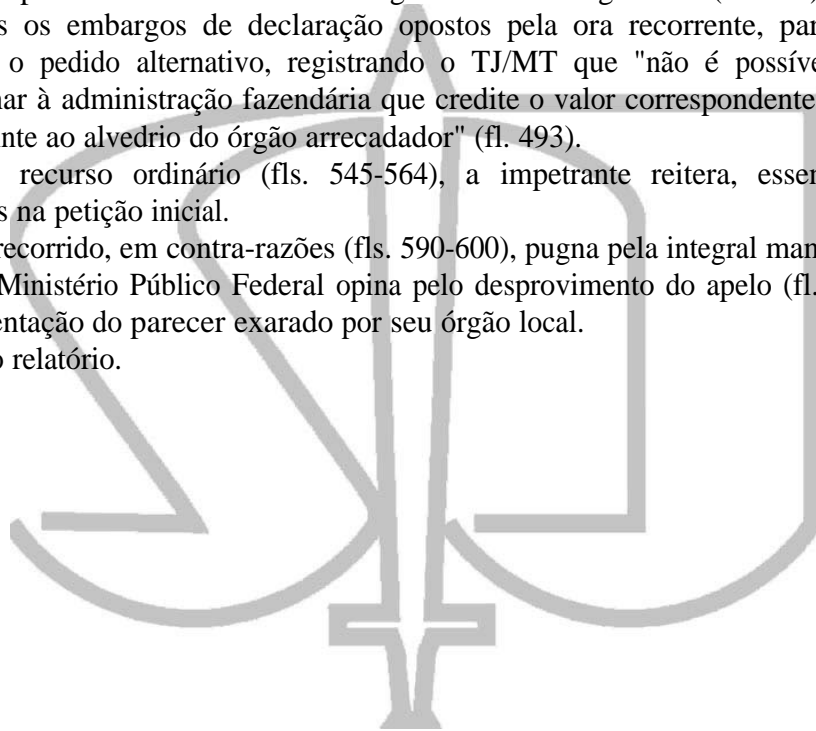 s os embargos de declaração opostos pela ora recorrente, par
o pedido alternativo, registrando o TJ/MT que "não é possíve
nar à administração fazendária que credite o valor correspondente
nte ao alvedrio do órgão arrecadador" (fl. 493).
recurso ordinário (fls. 545-564), a impetrante reitera, esser
s na petição inicial.
recorrido, em contra-razões (fls. 590-600), pugna pela integral man
Ministério Público Federal opina pelo desprovimento do apelo (fl.
entação do parecer exarado por seu órgão local.
o relatório.